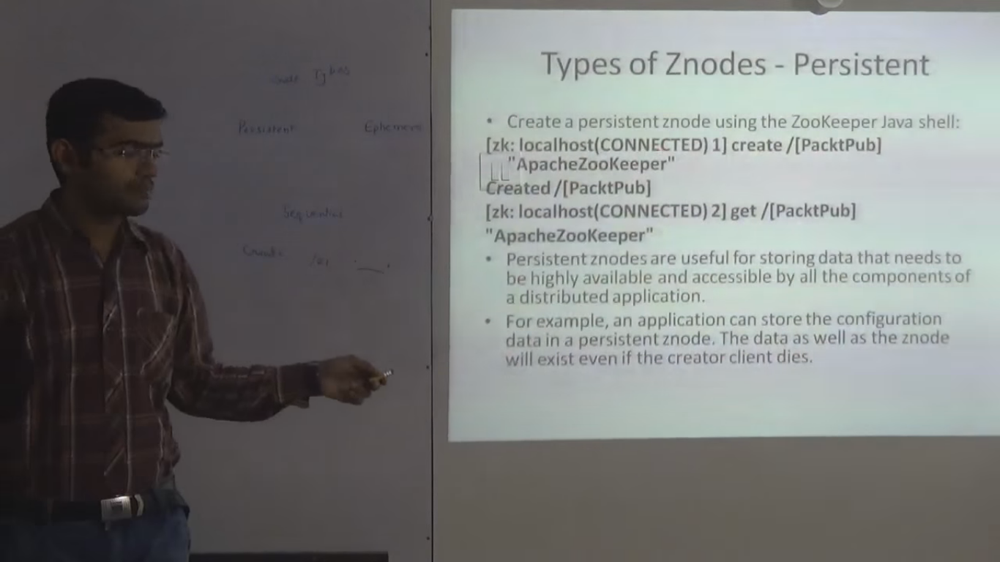 Types
Persistent
Ephemera
Sequential
Create
Types of Znodes - Persistent
• Create a persistent znode using the ZooKeeper Java shell:
[zk: localhost(CONNECTED) 1] create /[PacktPub]
"ApacheZooKeeper"
Created /[PacktPub]
[zk: localhost(CONNECTED) 2] get /[PacktPub]
"ApacheZooKeeper"
• Persistent znodes are useful for storing data that needs to
be highly available and accessible by all the components of
a distributed application.
• For example, an application can store the configuration
data in a persistent znode. The data as well as the znode
will exist even if the creator client dies.